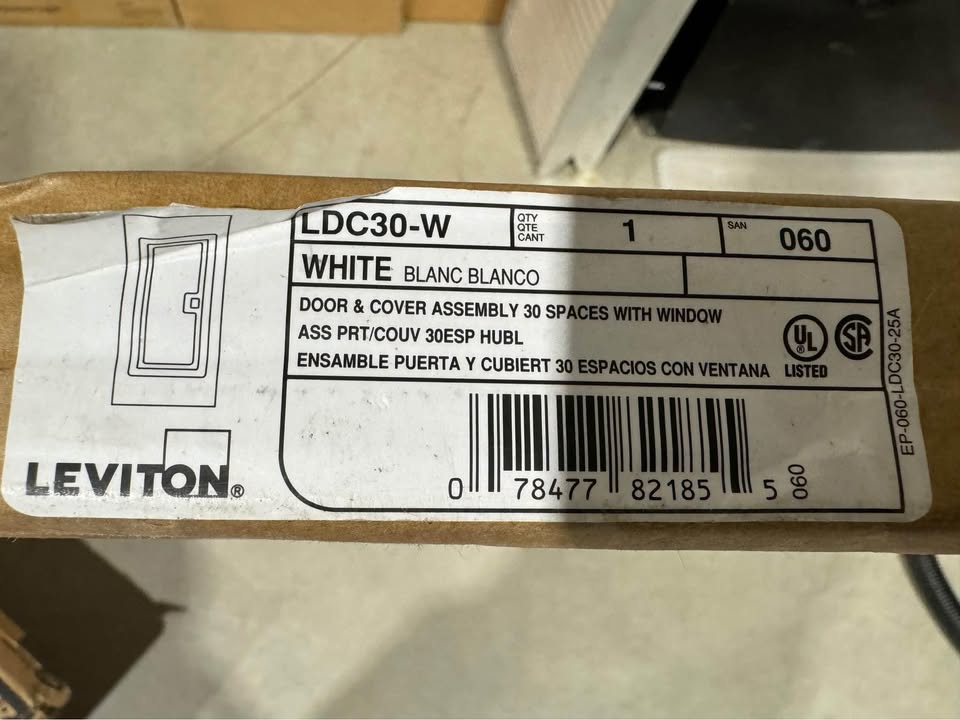 LDC30-W
QTY
QTE
CANT
1
SAN
060
WHITE BLANC BLANCO
DOOR & COVER ASSEMBLY 30 SPACES WITH WINDOW
ASS PRT/COUV 30ESP HUBL
ENSAMBLE PUERTA Y CUBIERT 30 ESPACIOS CON VENTANA
UL
®
LISTED
SA
EP-060-LDC30-25A
LEVITON®
0 78477 82185 5
060